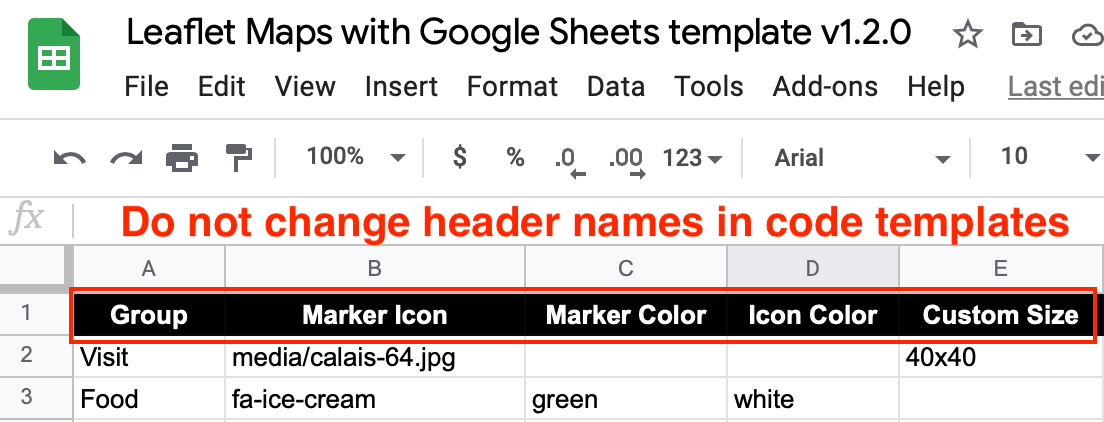 Leaflet Maps with Google Sheets template v1.2.0
File Edit View Insert Format Data Tools Add-ons Help Last edi
100% $ % .0 .00 123 Arial 10
fx Do not change header names in code templates
A B C D E
1 Group Marker Icon Marker Color Icon Color Custom Size
2 Visit media/calais-64.jpg 40x40
3 Food fa-ice-cream green white